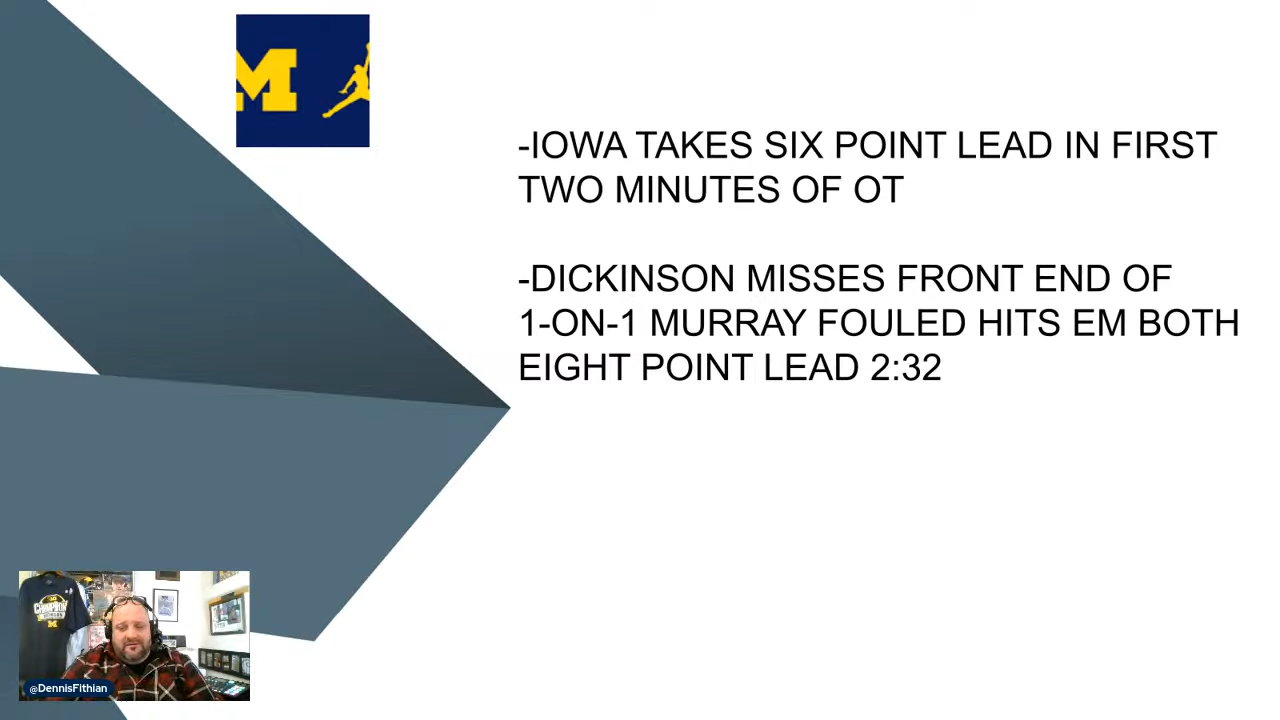 M
-IOWA TAKES SIX POINT LEAD IN FIRST
TWO MINUTES OF OT
-DICKINSON MISSES FRONT END OF
1-ON-1 MURRAY FOULED HITS EM BOTH
EIGHT POINT LEAD 2:32
@DennisFithian